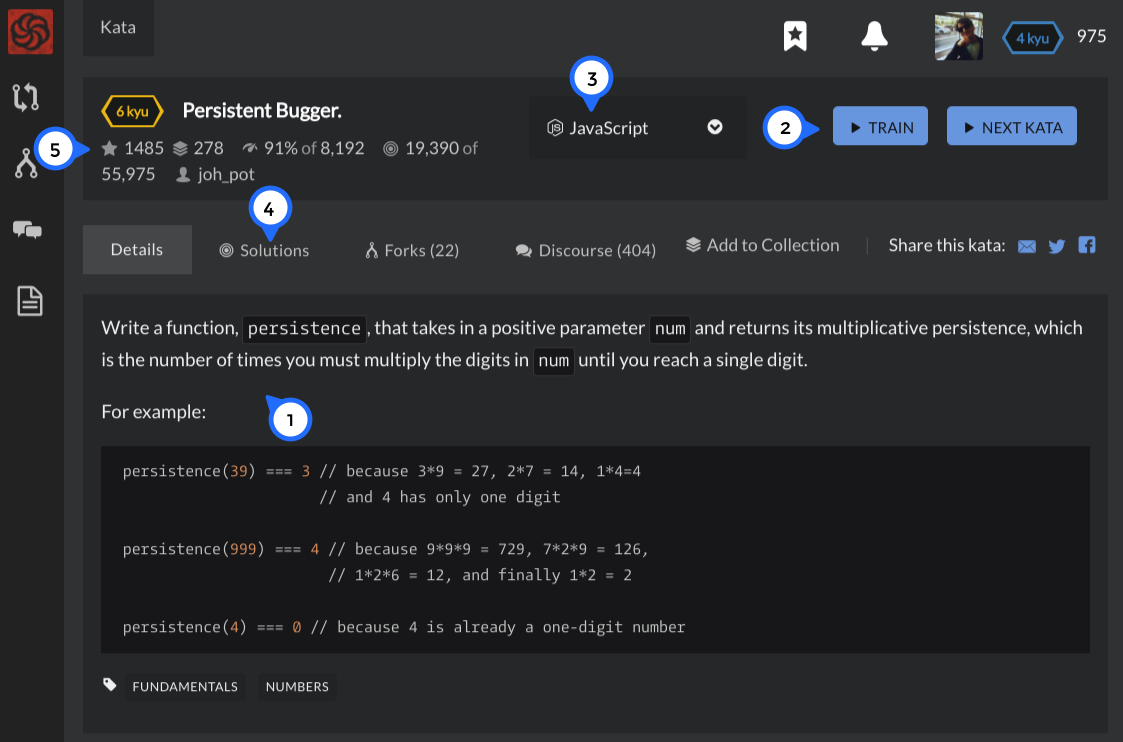 Kata
4 kyu 975
6 kyu Persistent Bugger.
3
JavaScript
2
TRAIN
NEXT KATA
5
1485 278 91% of 8,192 19,390 of
55,975 joh_pot
4
Details Solutions Forks (22) Discourse (404) Add to Collection Share this kata:
Write a function, persistence, that takes in a positive parameter num and returns its multiplicative persistence, which
is the number of times you must multiply the digits in num until you reach a single digit.
For example:
1
persistence(39) === 3 // because 3*9 = 27, 2*7 = 14, 1*4=4
// and 4 has only one digit
persistence(999) === 4 // because 9*9*9 = 729, 7*2*9 = 126,
// 1*2*6 = 12, and finally 1*2 = 2
persistence(4) === 0 // because 4 is already a one-digit number
FUNDAMENTALS NUMBERS